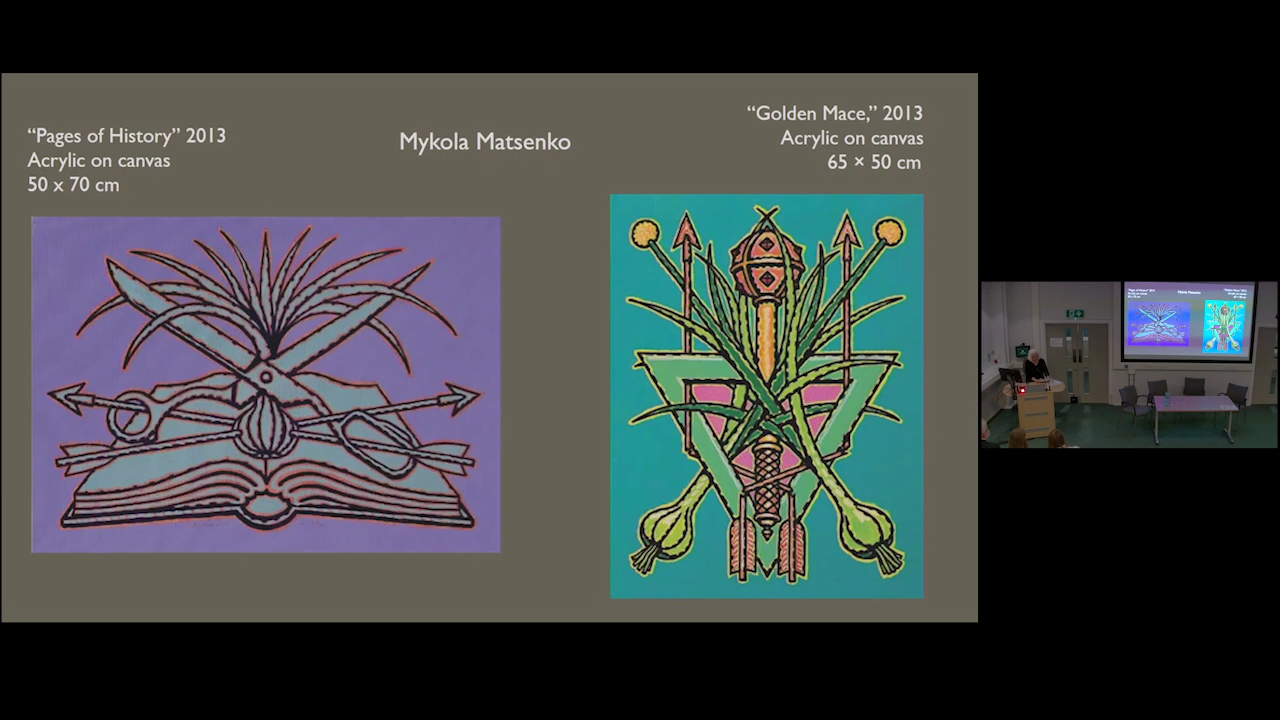 “Pages of History” 2013
Acrylic on canvas
50 x 70 cm
Mykola Matsenko
“Golden Mace,” 2013
Acrylic on canvas
65 × 50 cm